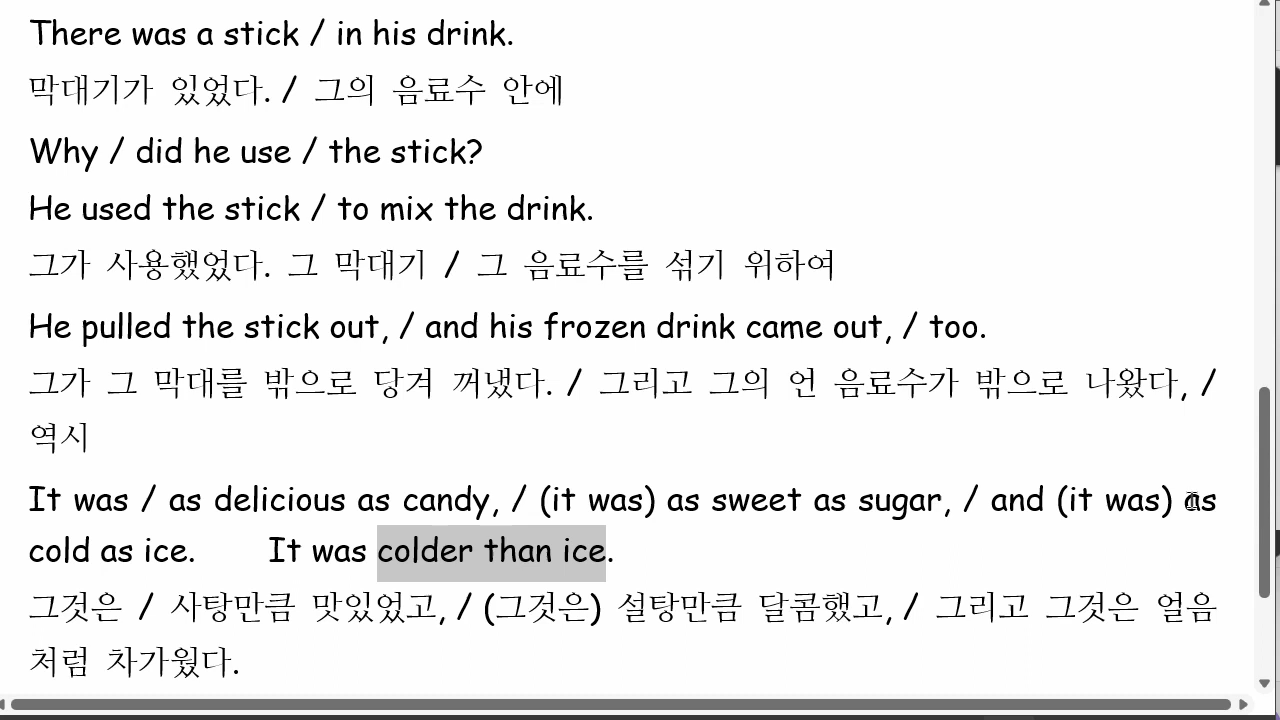 There was a stick / in his drink.
막대기가 있었다. / 그의 음료수 안에
Why / did he use / the stick?
He used the stick / to mix the drink.
그가 사용했었다. 그 막대기 / 그 음료수를 섞기 위하여
He pulled the stick out, / and his frozen drink came out, / too.
그가 그 막대를 밖으로 당겨 꺼냈다. / 그리고 그의 언 음료수가 밖으로 나왔다, /
역시
It was / as delicious as candy, / (it was) as sweet as sugar, / and (it was) as
cold as ice. It was colder than ice.
그것은 / 사탕만큼 맛있었고, / (그것은) 설탕만큼 달콤했고, / 그리고 그것은 얼음
처럼 차가웠다.